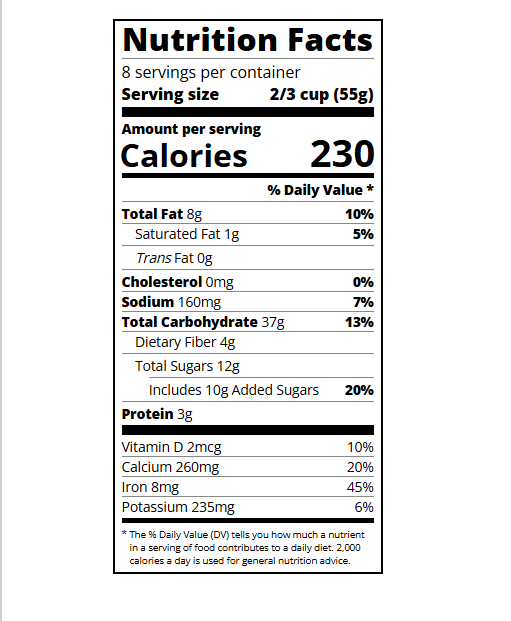 Nutrition Facts
8 servings per container
Serving size 2/3 cup (55g)
Amount per serving
Calories 230
% Daily Value *
Total Fat 8g 10%
Saturated Fat 1g 5%
Trans Fat 0g
Cholesterol 0mg 0%
Sodium 160mg 7%
Total Carbohydrate 37g 13%
Dietary Fiber 4g
Total Sugars 12g
Includes 10g Added Sugars 20%
Protein 3g
Vitamin D 2mcg 10%
Calcium 260mg 20%
Iron 8mg 45%
Potassium 235mg 6%
* The % Daily Value (DV) tells you how much a nutrient
in a serving of food contributes to a daily diet. 2,000
calories a day is used for general nutrition advice.